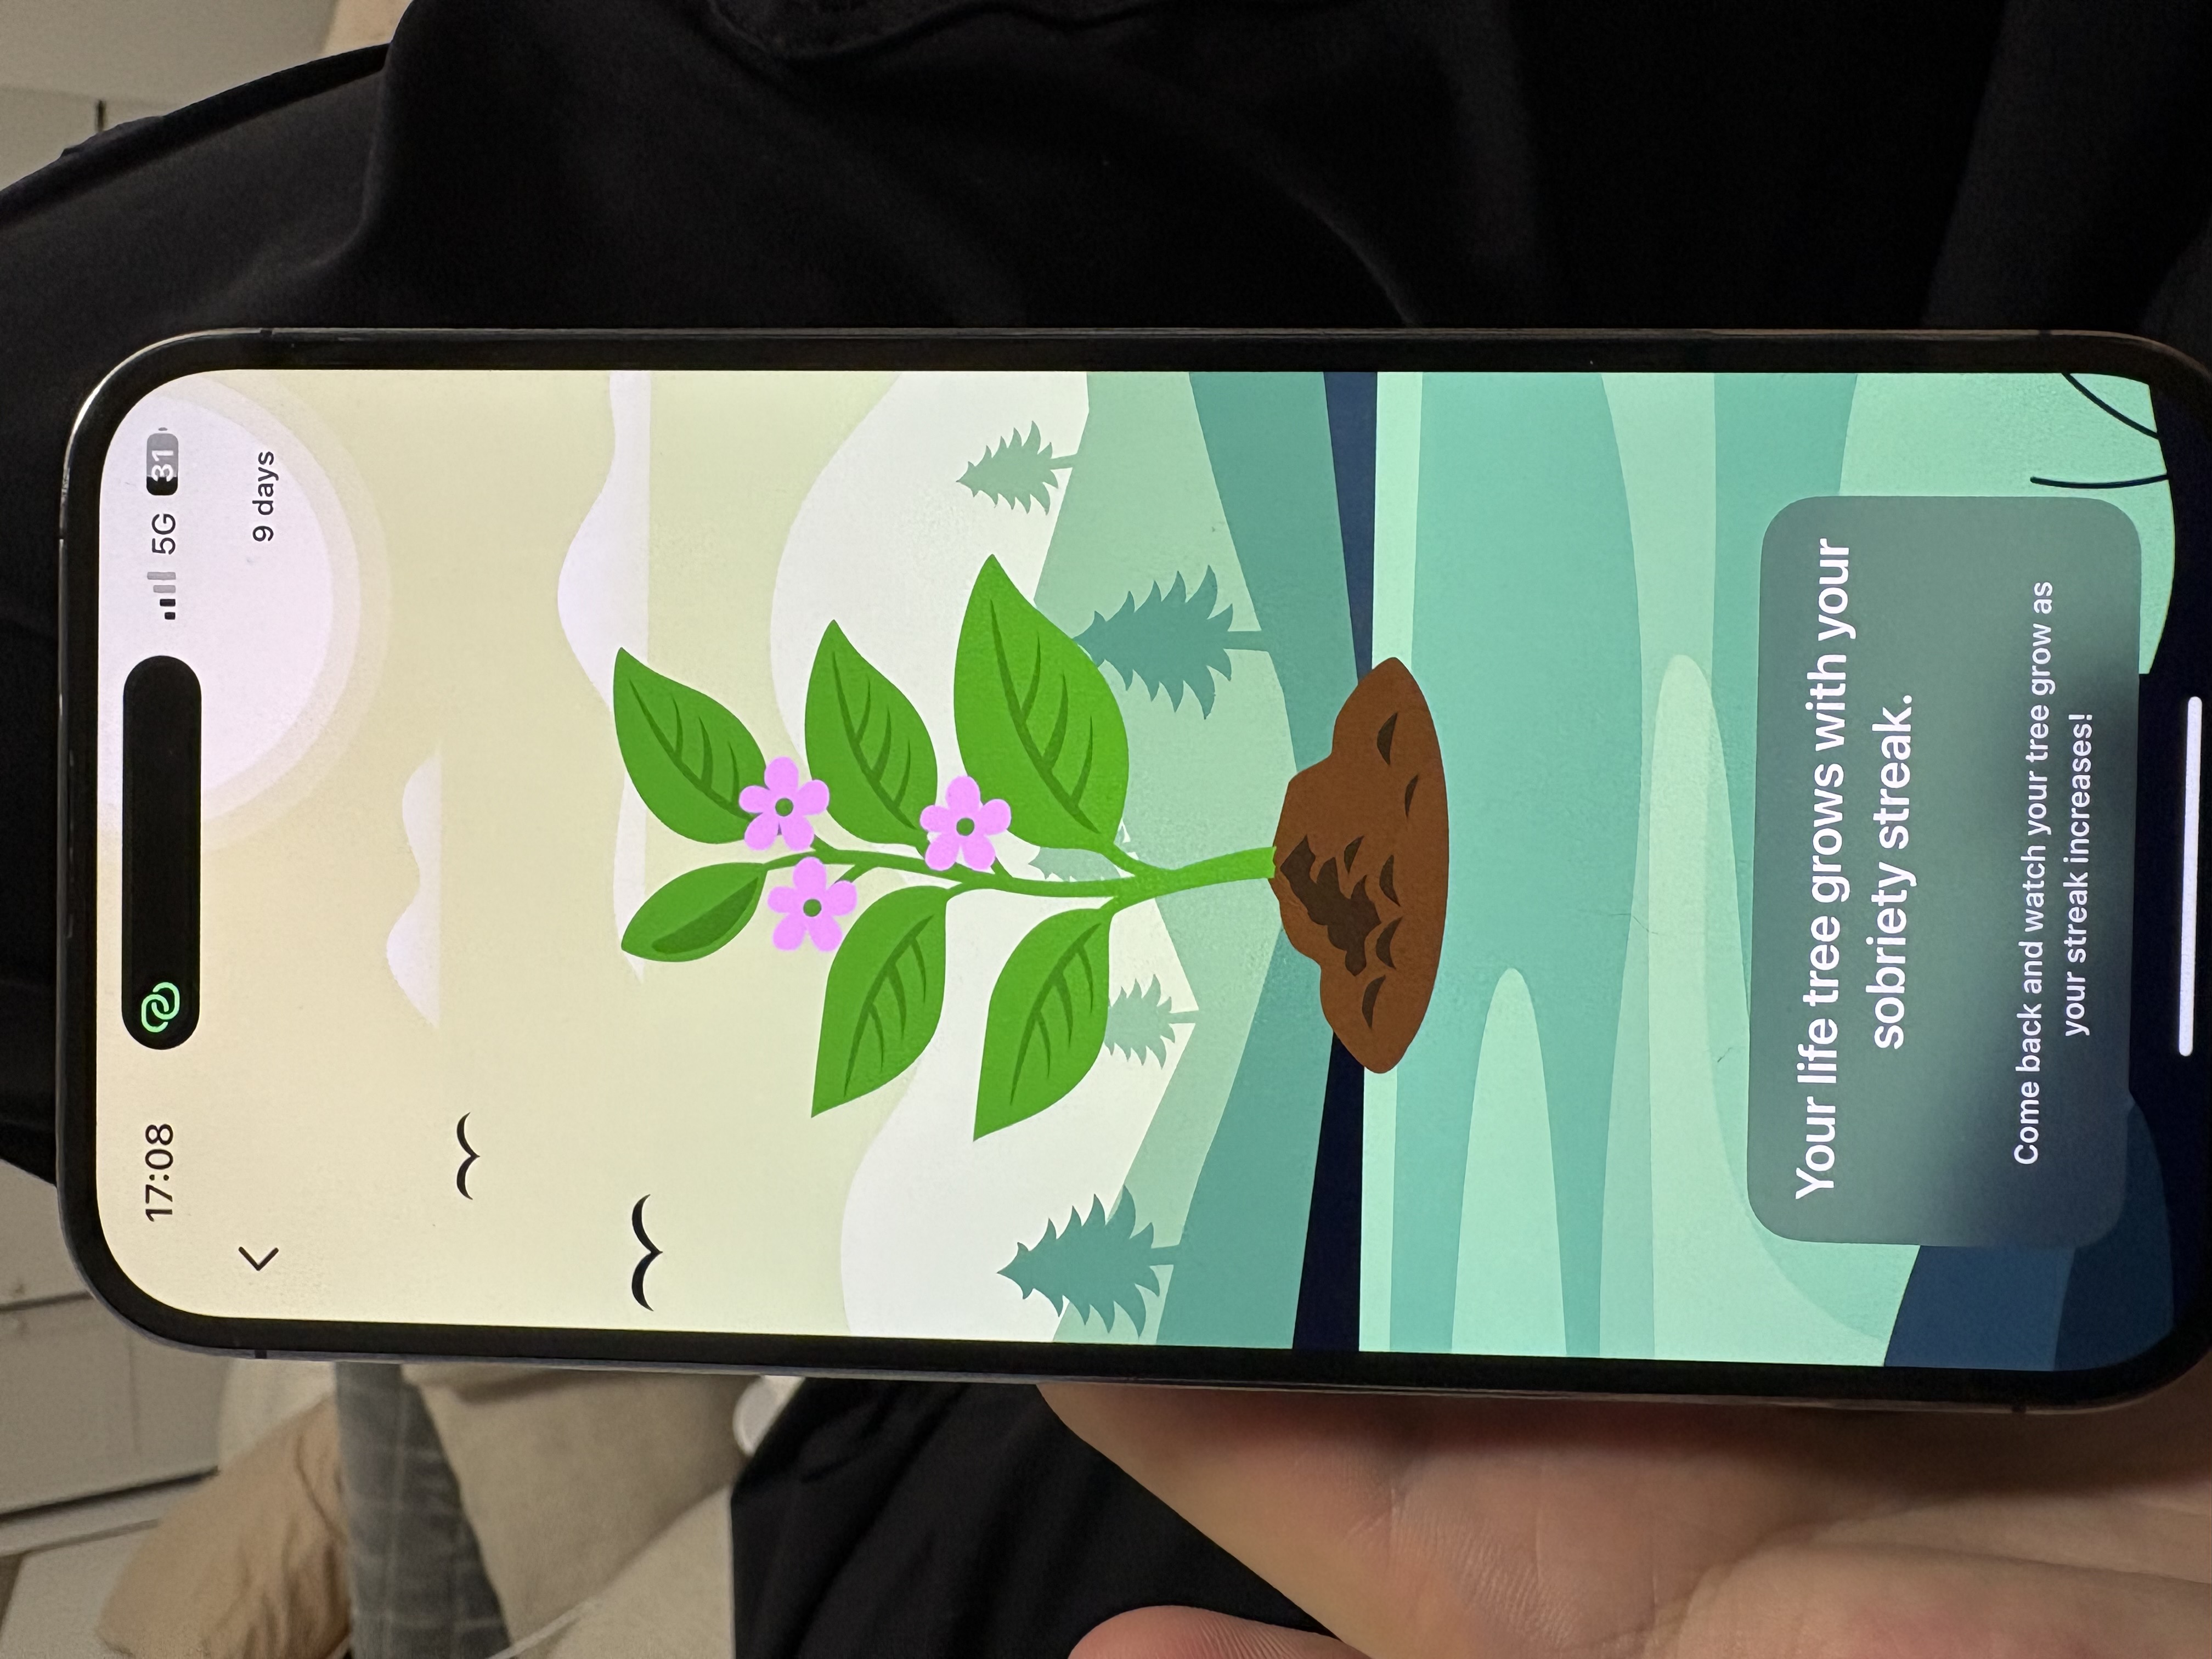 17:08 5G 31
9 days
Your life tree grows with your
sobriety streak.
Come back and watch your tree grow as
your streak increases!